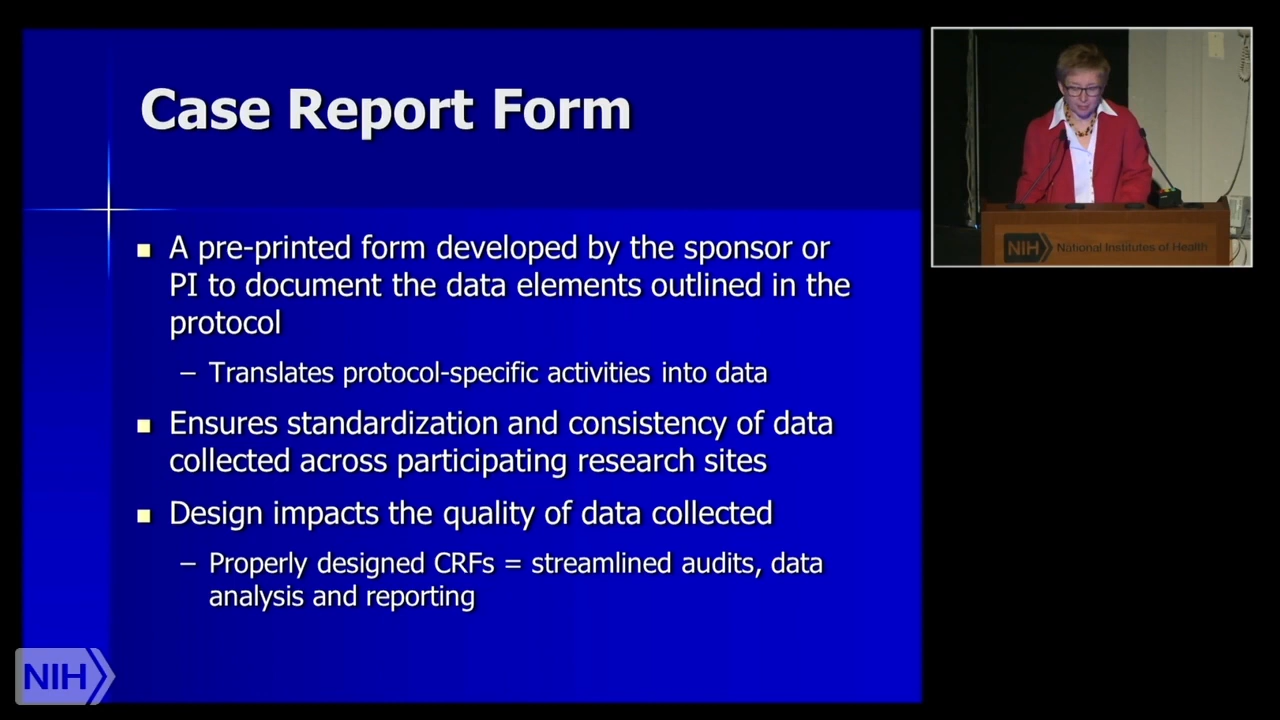 Case Report Form
■ A pre-printed form developed by the sponsor or
PI to document the data elements outlined in the
protocol
– Translates protocol-specific activities into data
■ Ensures standardization and consistency of data
collected across participating research sites
■ Design impacts the quality of data collected
– Properly designed CRFs = streamlined audits, data
analysis and reporting
NIH
NIH National Institutes of Health